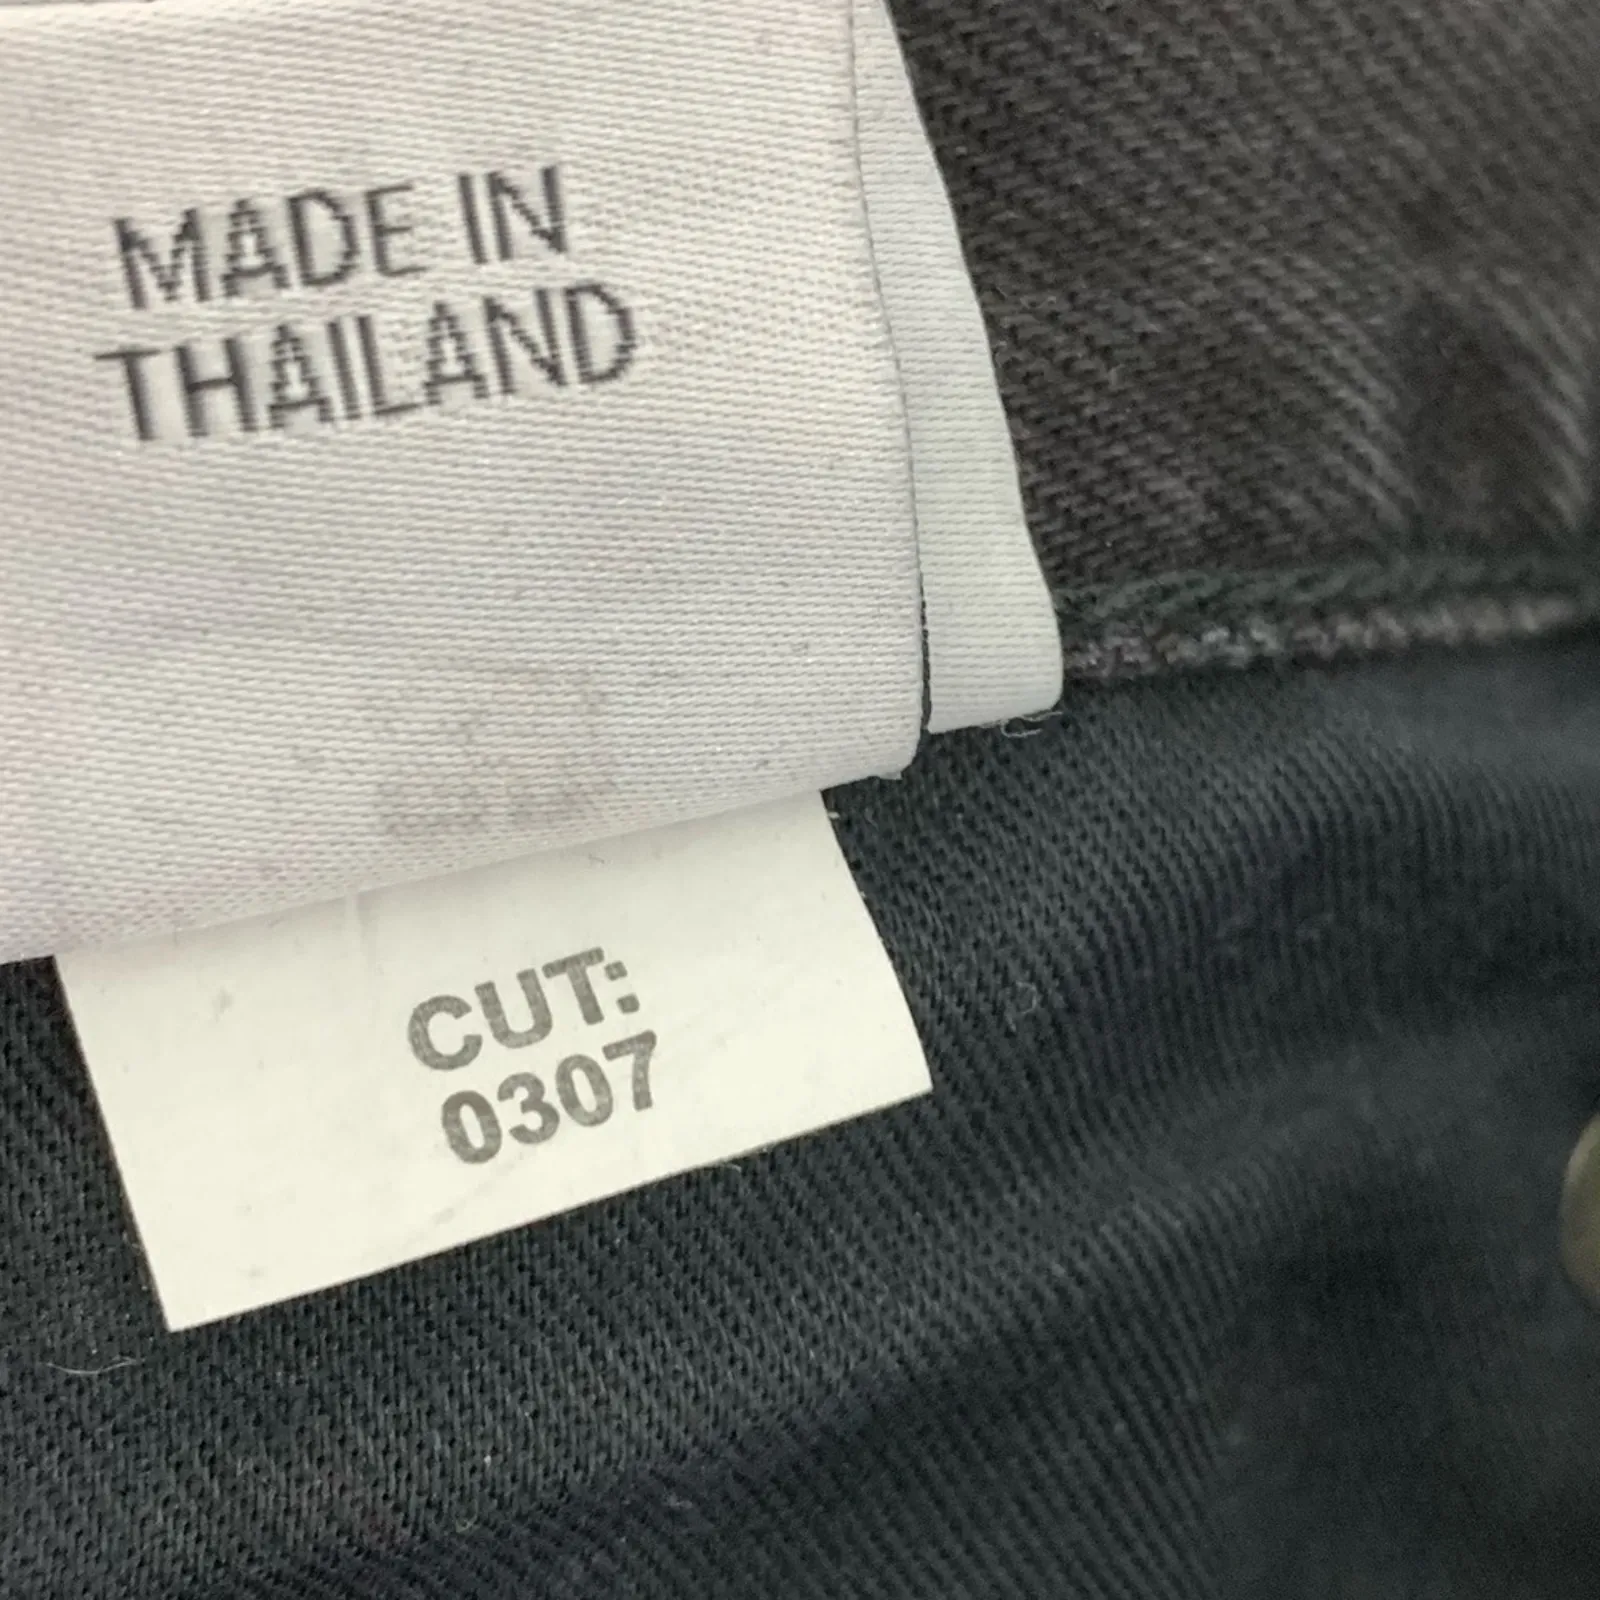 MADE IN
THAILAND
CUT:
0307